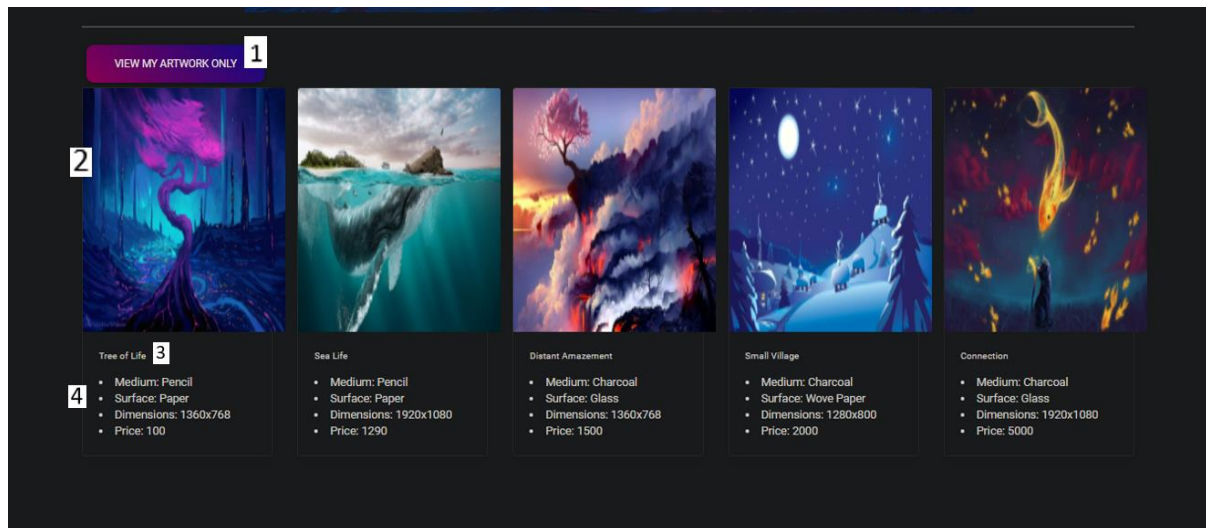 VIEW MY ARTWORK ONLY 1
2
Tree of Life 3
4
• Medium: Pencil
• Surface: Paper
• Dimensions: 1360x768
• Price: 100
Sea Life
• Medium: Pencil
• Surface: Paper
• Dimensions: 1920x1080
• Price: 1290
Distant Amazement
• Medium: Charcoal
• Surface: Glass
• Dimensions: 1360x768
• Price: 1500
Small Village
• Medium: Charcoal
• Surface: Wove Paper
• Dimensions: 1280x800
• Price: 2000
Connection
• Medium: Charcoal
• Surface: Glass
• Dimensions: 1920x1080
• Price: 5000